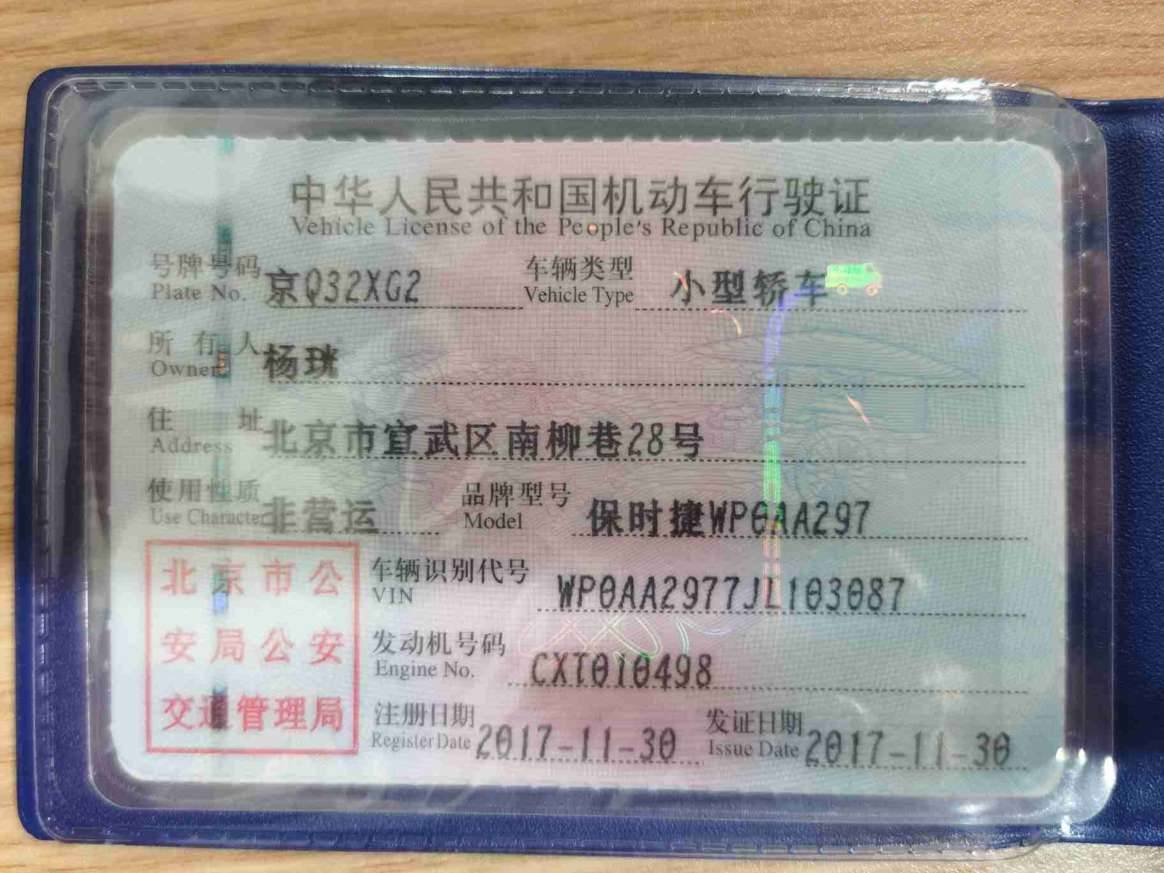 中华人民共和国机动车行驶证
Vehicle License of the People's Republic of China
号牌号码 京Q32XG2 车辆类型 小型轿车
Plate No. Vehicle Type
所有人 杨珖
Owner
住址 北京市宣武区南柳巷28号
Address
使用性质 非营运 品牌型号 保时捷WP0AA297
Use Character Model
北京市公
安局公安
交通管理局
车辆识别代号 WP0AA2977JL103087
VIN
发动机号码 CXT010498
Engine No.
注册日期 2017-11-30 发证日期 2017-11-30
Register Date Issue Date